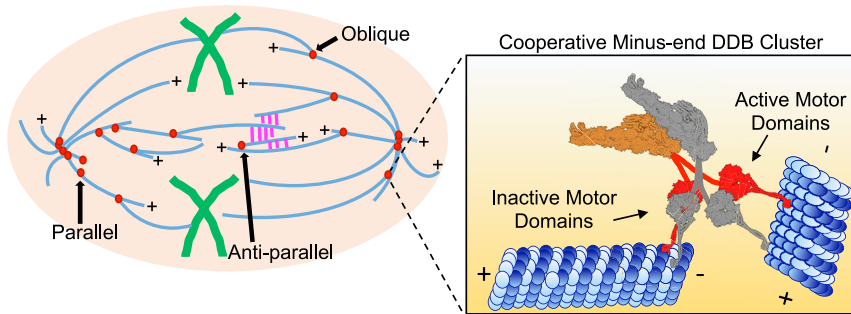 Oblique
+
+
+
+
+
+
+
+
+
+
Parallel
Anti-parallel
Cooperative Minus-end DDB Cluster
Active Motor
Domains
Inactive Motor
Domains
-
+
-
+